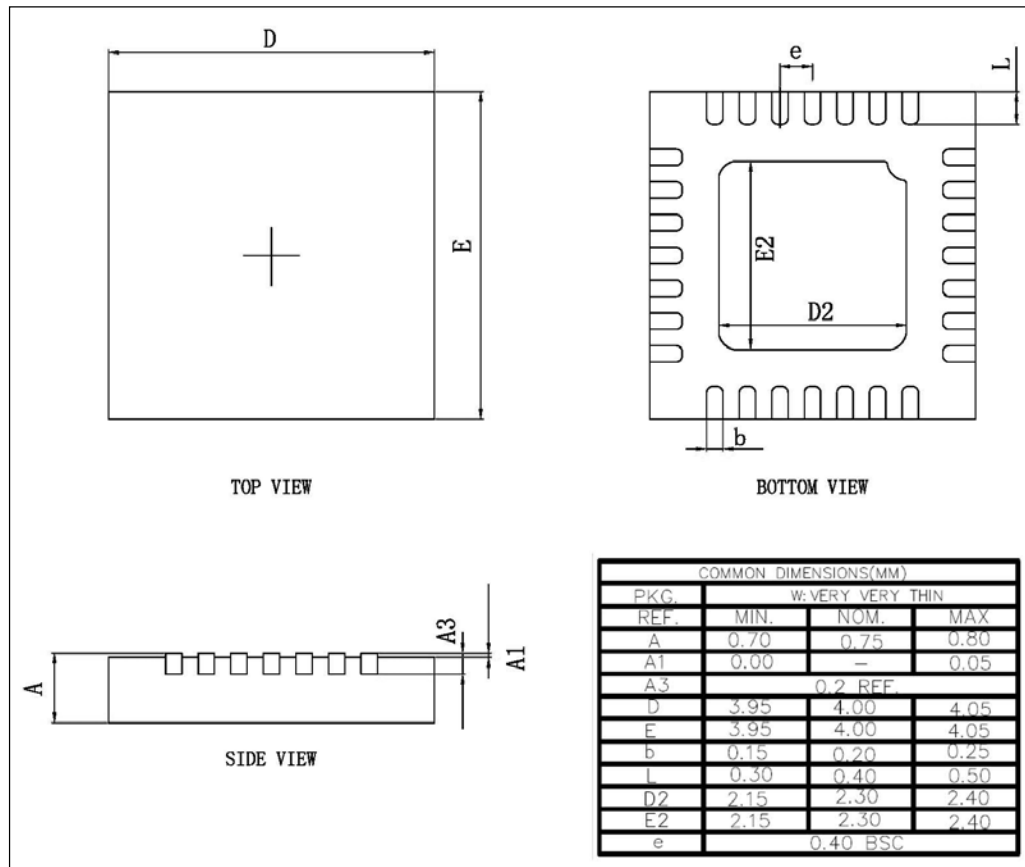 D
E
TOP VIEW
e
L
E2
D2
b
BOTTOM VIEW
A
A3
A1
SIDE VIEW
COMMON DIMENSIONS(MM)
PKG. W: VERY VERY THIN
REF. MIN. NOM. MAX
A 0.70 0.75 0.80
A1 0.00 – 0.05
A3 0.2 REF.
D 3.95 4.00 4.05
E 3.95 4.00 4.05
b 0.15 0.20 0.25
L 0.30 0.40 0.50
D2 2.15 2.30 2.40
E2 2.15 2.30 2.40
e 0.40 BSC